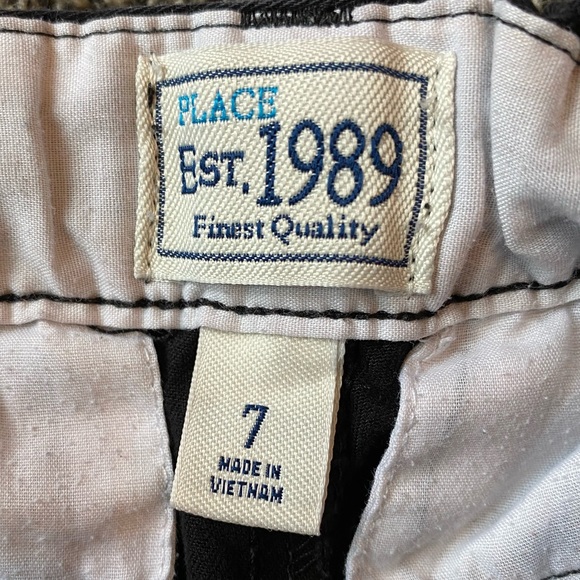 PLACE
EST. 1989
Finest Quality
7
MADE IN
VIETNAM